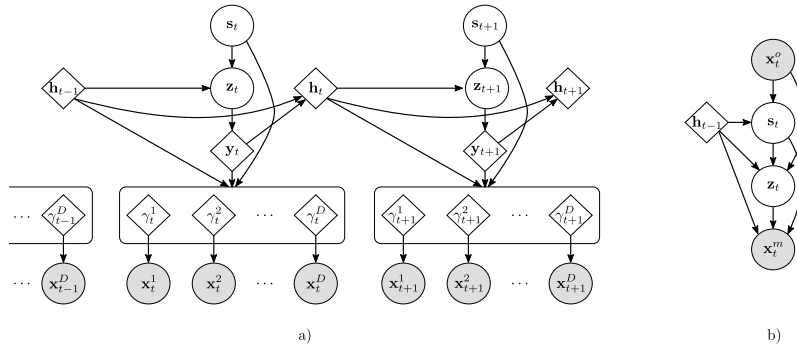 s_t s_{t+1}
x_t^o
h_{t−1} z_t h_t z_{t+1} h_{t+1}
h_{t−1} s_t
y_t y_{t+1}
z_t
⋯ γ_{t−1}^D γ_t^1 γ_t^2 ⋯ γ_t^D γ_{t+1}^1 γ_{t+1}^2 ⋯ γ_{t+1}^D
x_t^m
⋯ x_{t−1}^D x_t^1 x_t^2 ⋯ x_t^D x_{t+1}^1 x_{t+1}^2 ⋯ x_{t+1}^D
a) b)